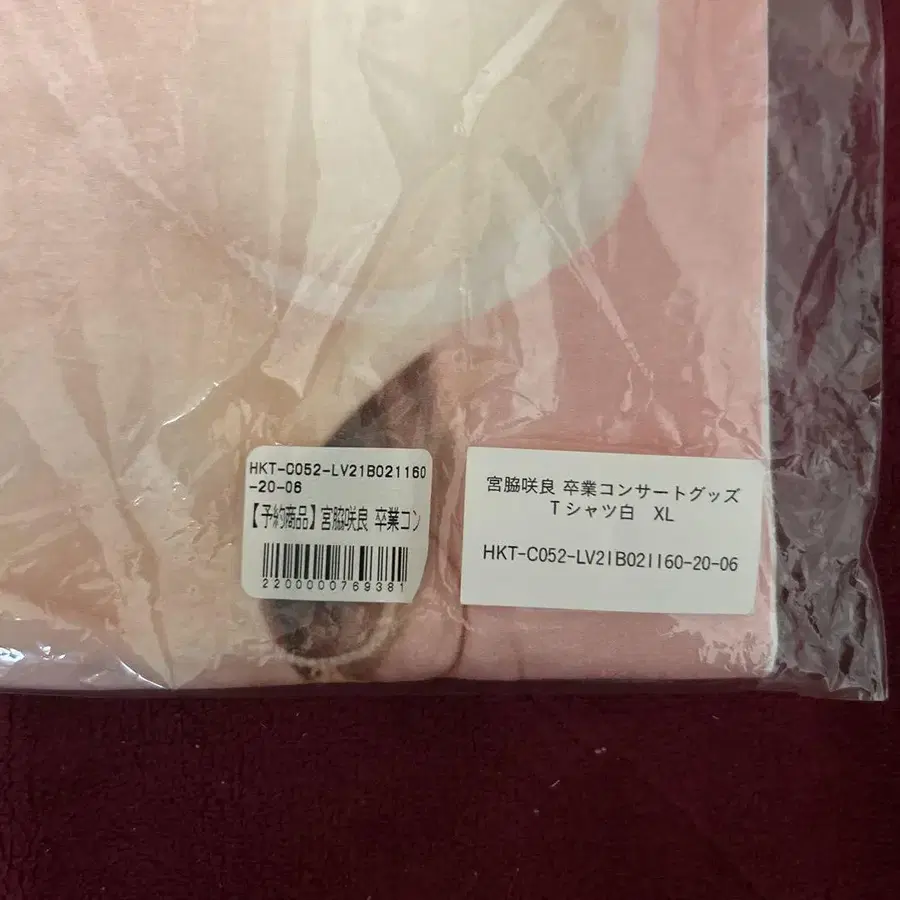 HKT-C052-LV21B021160
-20-06
【予約商品】宮脇咲良 卒業コン
2200000769381
宮脇咲良 卒業コンサートグッズ
Tシャツ白 XL
HKT-C052-LV21B021160-20-06